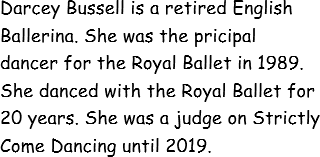 Darcey Bussell is a retired English
Ballerina. She was the pricipal
dancer for the Royal Ballet in 1989.
She danced with the Royal Ballet for
20 years. She was a judge on Strictly
Come Dancing until 2019.